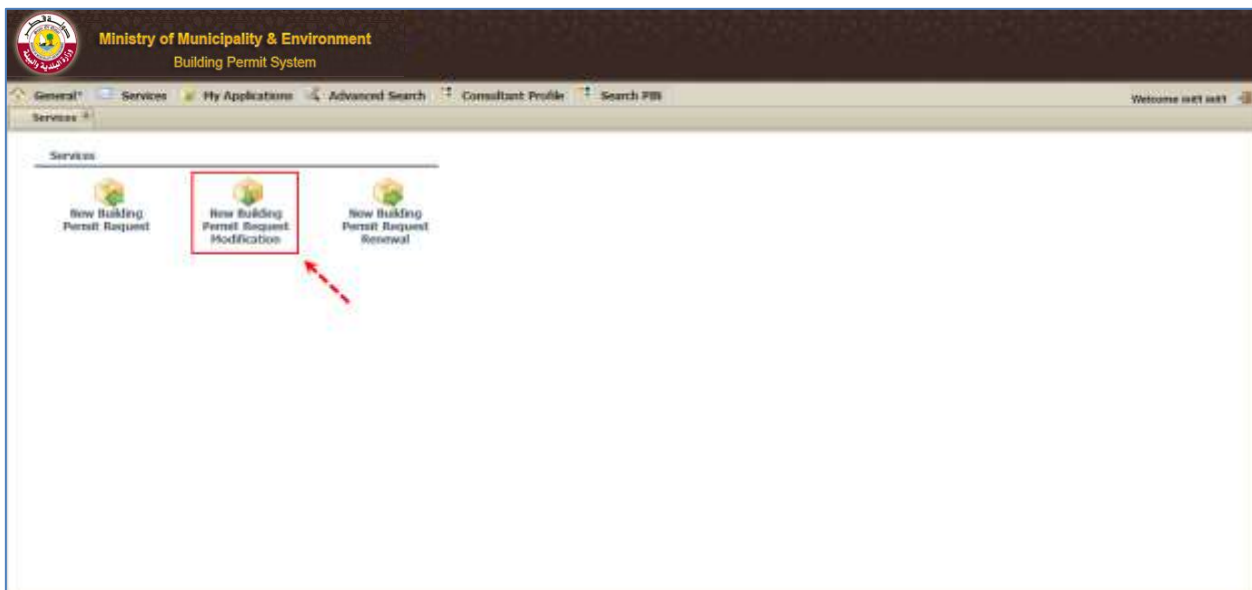 Ministry of Municipality & Environment
Building Permit System
General* Services My Applications Advanced Search Consultant Profile Search PIN
Welcome
Services
Services
New Building
Permit Request
New Building
Permit Request
Modification
New Building
Permit Request
Renewal